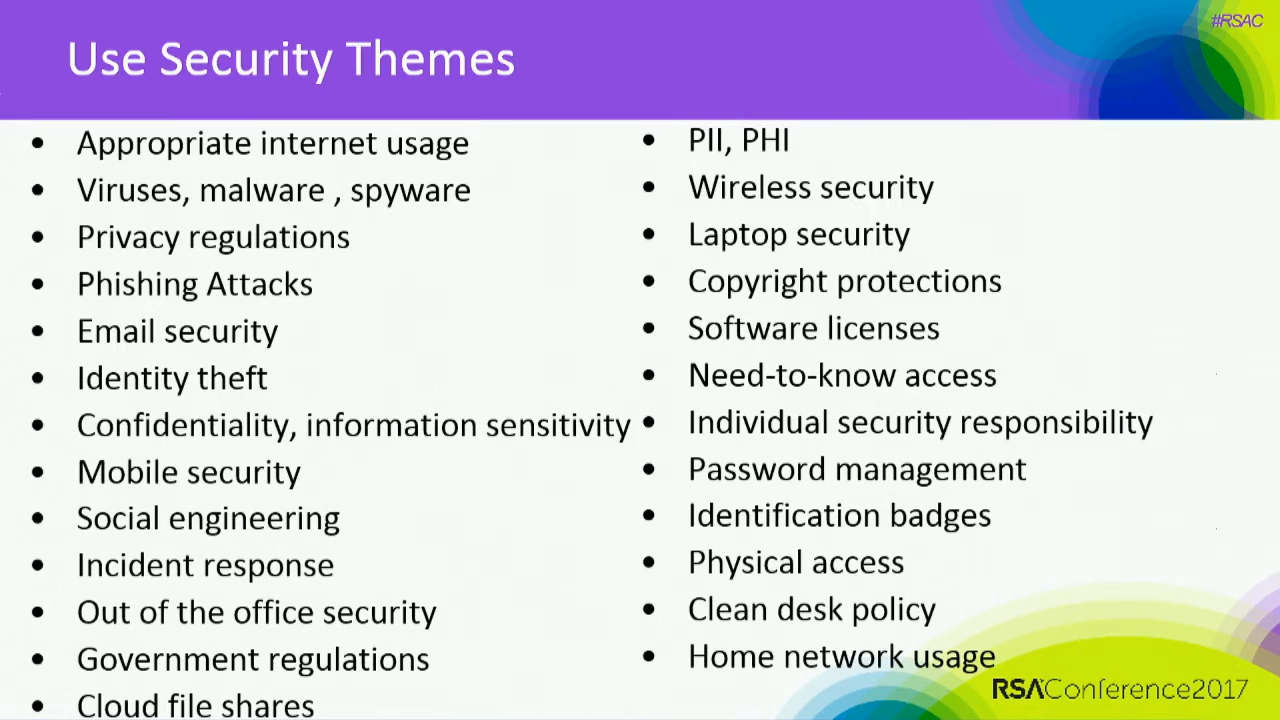 #RSAC
Use Security Themes
• Appropriate internet usage
• Viruses, malware , spyware
• Privacy regulations
• Phishing Attacks
• Email security
• Identity theft
• Confidentiality, information sensitivity
• Mobile security
• Social engineering
• Incident response
• Out of the office security
• Government regulations
• Cloud file shares
• PII, PHI
• Wireless security
• Laptop security
• Copyright protections
• Software licenses
• Need-to-know access
• Individual security responsibility
• Password management
• Identification badges
• Physical access
• Clean desk policy
• Home network usage
RSAConference2017